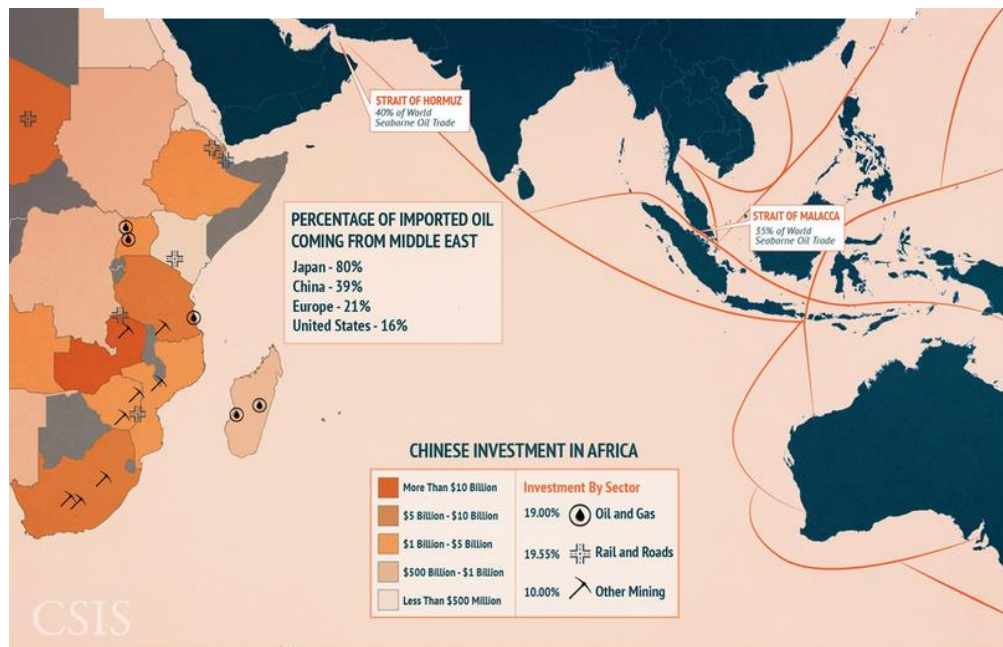 STRAIT OF HORMUZ
40% of World
Seaborne Oil Trade
PERCENTAGE OF IMPORTED OIL
COMING FROM MIDDLE EAST
Japan - 80%
China - 39%
Europe - 21%
United States - 16%
STRAIT OF MALACCA
35% of World
Seaborne Oil Trade
CHINESE INVESTMENT IN AFRICA
More Than $10 Billion
$5 Billion - $10 Billion
$1 Billion - $5 Billion
$500 Billion - $1 Billion
Less Than $500 Million
Investment By Sector
19.00% Oil and Gas
19.55% Rail and Roads
10.00% Other Mining
CSIS